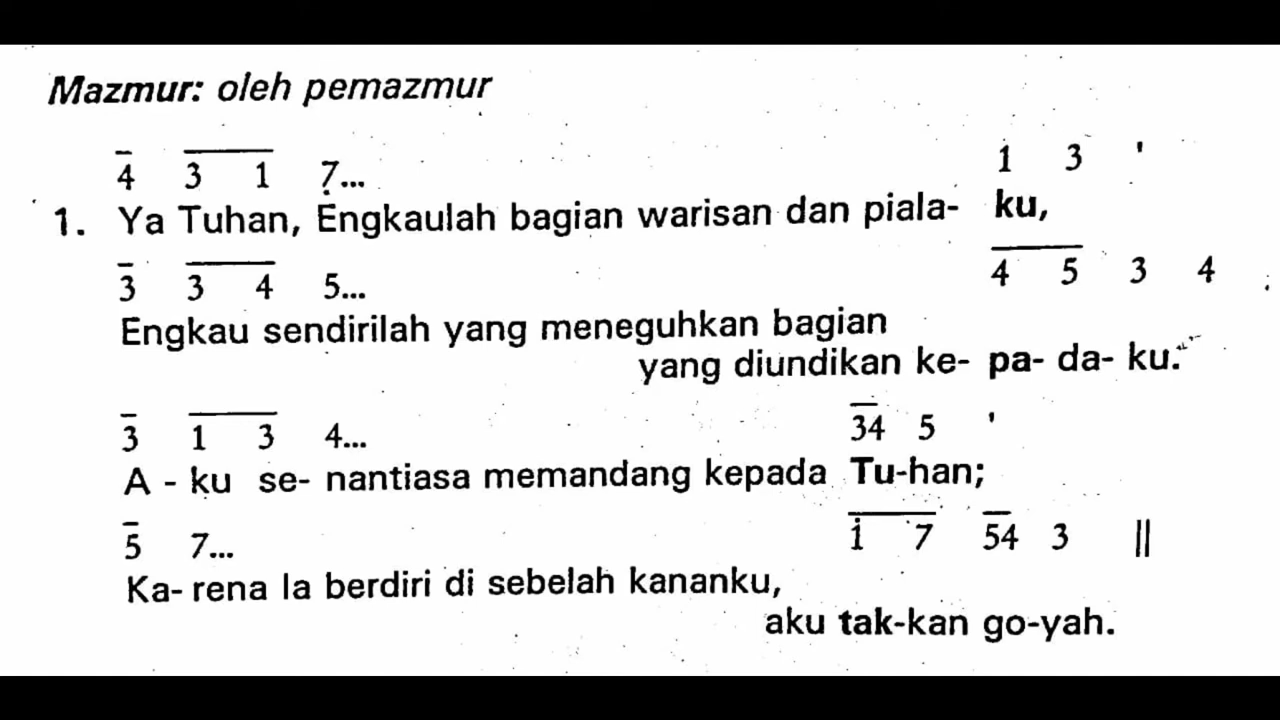 Mazmur: oleh pemazmur
4 3 1 7... 1 3 '
1. Ya Tuhan, Engkaulah bagian warisan dan piala- ku,
3 3 4 5... 4 5 3 4
Engkau sendirilah yang meneguhkan bagian
yang diundikan ke- pa- da- ku.
3 1 3 4... 34 5 '
A - ku se- nantiasa memandang kepada Tu-han;
5 7... 1 7 54 3 ||
Ka- rena Ia berdiri di sebelah kananku,
aku tak-kan go-yah.